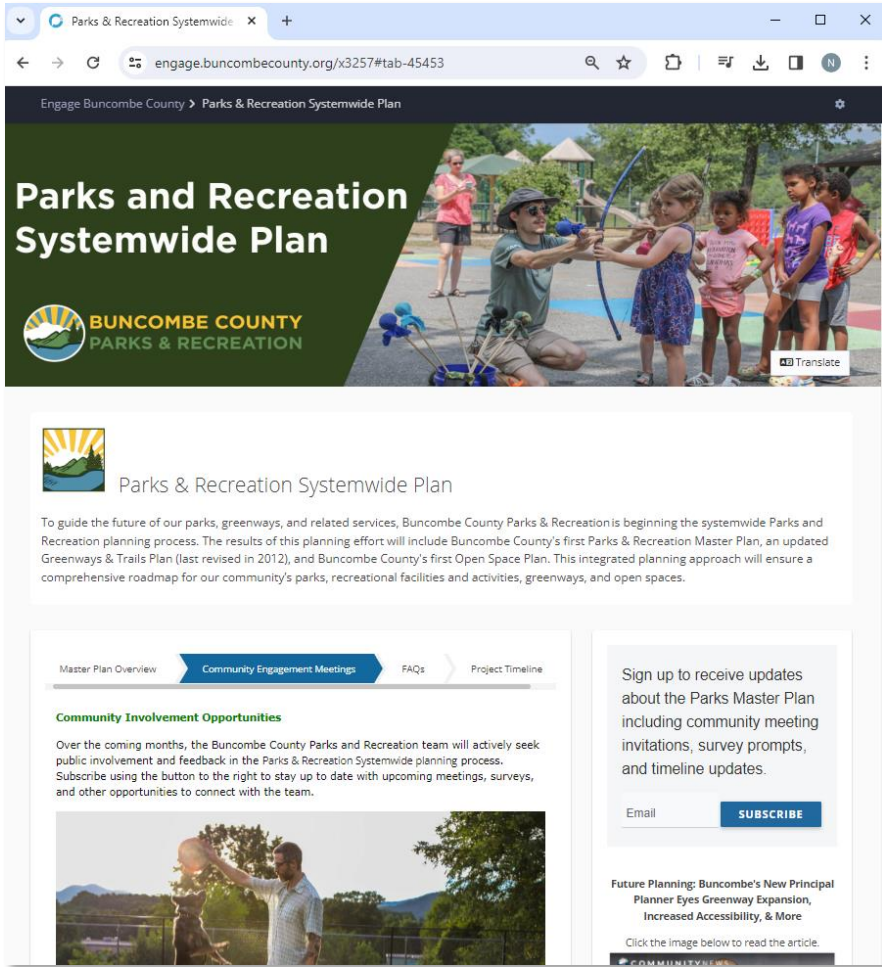 Parks & Recreation Systemwide
engage.buncombecounty.org/x3257#tab-45453
N
Engage Buncombe County > Parks & Recreation Systemwide Plan
Parks and Recreation
Systemwide Plan
BUNCOMBE COUNTY
PARKS & RECREATION
Translate
Parks & Recreation Systemwide Plan
To guide the future of our parks, greenways, and related services, Buncombe County Parks & Recreation is beginning the systemwide Parks and
Recreation planning process. The results of this planning effort will include Buncombe County's first Parks & Recreation Master Plan, an updated
Greenways & Trails Plan (last revised in 2012), and Buncombe County's first Open Space Plan. This integrated planning approach will ensure a
comprehensive roadmap for our community's parks, recreational facilities and activities, greenways, and open spaces.
Master Plan Overview
Community Engagement Meetings
FAQs
Project Timeline
Community Involvement Opportunities
Over the coming months, the Buncombe County Parks and Recreation team will actively seek
public involvement and feedback in the Parks & Recreation Systemwide planning process.
Subscribe using the button to the right to stay up to date with upcoming meetings, surveys,
and other opportunities to connect with the team.
Sign up to receive updates
about the Parks Master Plan
including community meeting
invitations, survey prompts,
and timeline updates.
Email
SUBSCRIBE
Future Planning: Buncombe's New Principal
Planner Eyes Greenway Expansion,
Increased Accessibility, & More
Click the image below to read the article.
COMMUNITYNEWS